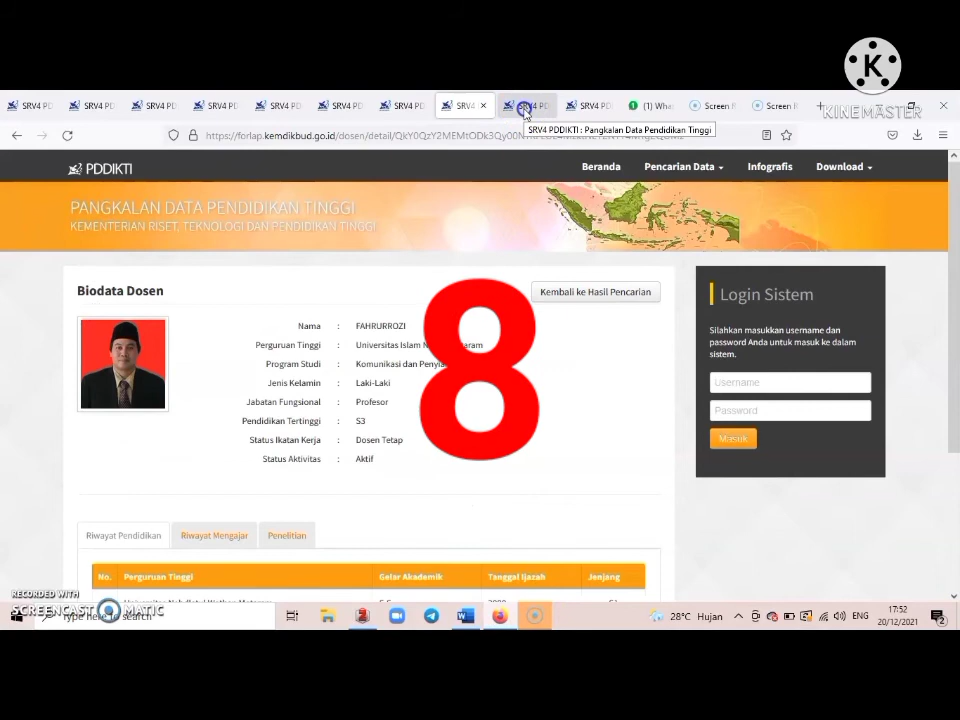 K
KINEMASTER
SRV4 PD
SRV4 PD
SRV4 PD
SRV4 PD
SRV4 PD
SRV4 PD
SRV4 PD
SRV4
SRV4 PD
SRV4 PD
(1) Wha
Screen R
Screen R
https://forlap.kemdikbud.go.id/dosen/detail/
SRV4 PDDIKTI : Pangkalan Data Pendidikan Tinggi
PDDIKTI
Beranda
Pencarian Data
Infografis
Download
PANGKALAN DATA PENDIDIKAN TINGGI
KEMENTERIAN RISET, TEKNOLOGI DAN PENDIDIKAN TINGGI
Biodata Dosen
Kembali ke Hasil Pencarian
Nama : FAHRURROZI
Perguruan Tinggi : Universitas Islam
Program Studi : Komunikasi dan
Jenis Kelamin : Laki-Laki
Jabatan Fungsional : Profesor
Pendidikan Tertinggi : S3
Status Ikatan Kerja : Dosen Tetap
Status Aktivitas : Aktif
8
Login Sistem
Silahkan masukkan username dan
password Anda untuk masuk ke dalam
sistem.
Username
Password
Masuk
Riwayat Pendidikan
Riwayat Mengajar
Penelitian
No. Perguruan Tinggi Gelar Akademik Tanggal Ijazah Jenjang
RECORDED WITH
SCREENCAST MATIC
Type here to search
28°C Hujan
ENG
17:52
20/12/2021
2